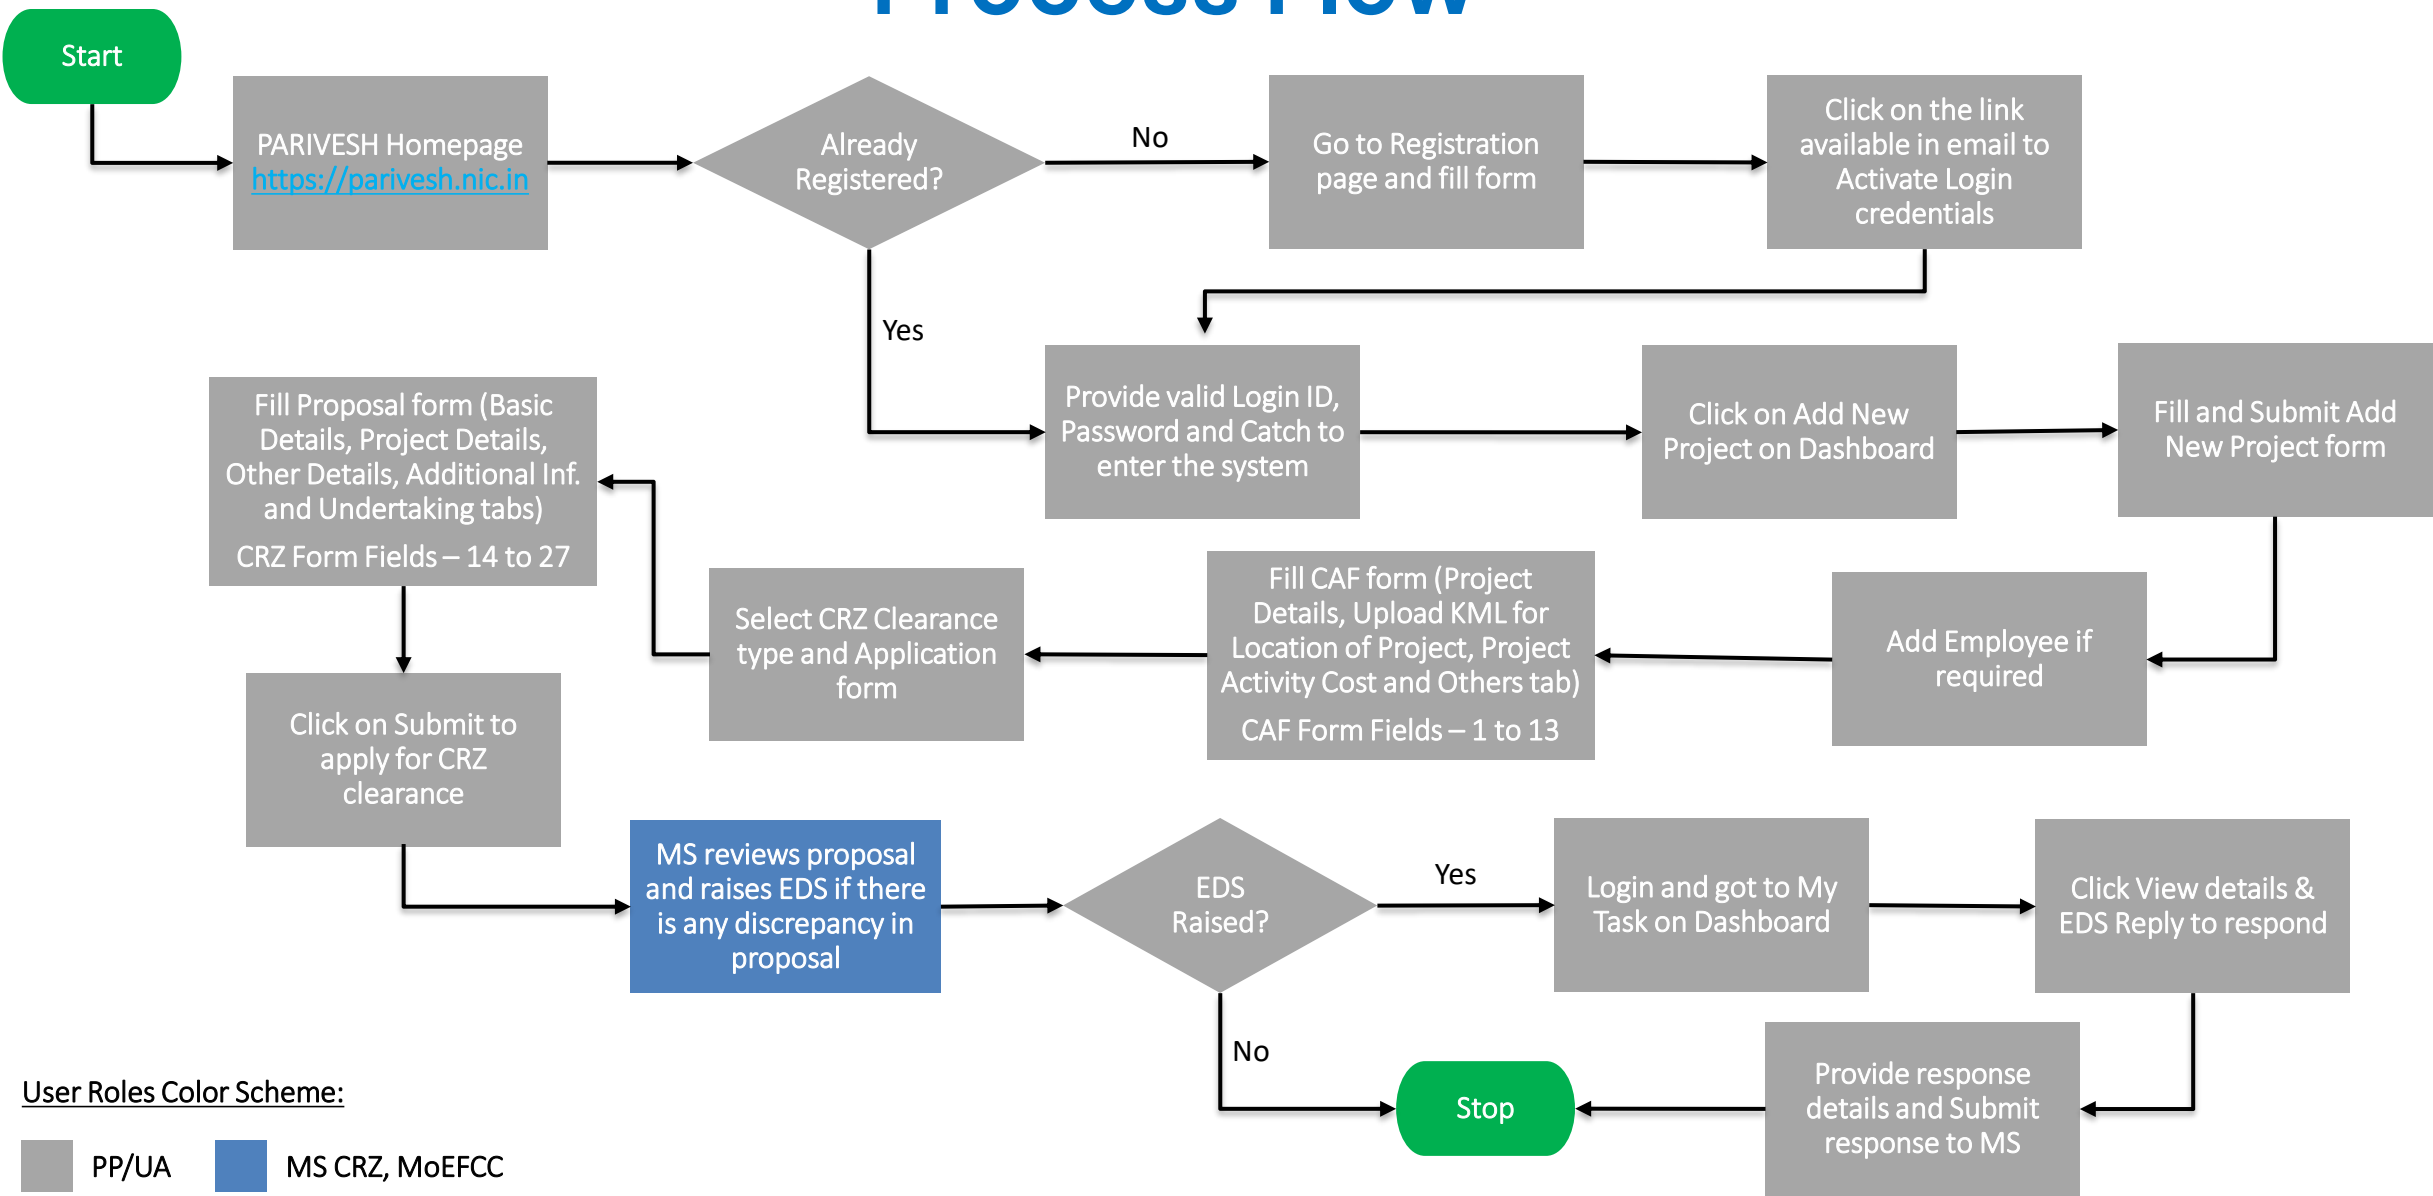 Process Flow
Start
PARIVESH Homepage
https://parivesh.nic.in
Already
Registered?
No
Go to Registration
page and fill form
Click on the link
available in email to
Activate Login
credentials
Yes
Provide valid Login ID,
Password and Catch to
enter the system
Click on Add New
Project on Dashboard
Fill and Submit Add
New Project form
Add Employee if
required
Fill CAF form (Project
Details, Upload KML for
Location of Project, Project
Activity Cost and Others tab)
CAF Form Fields – 1 to 13
Select CRZ Clearance
type and Application
form
Fill Proposal form (Basic
Details, Project Details,
Other Details, Additional Inf.
and Undertaking tabs)
CRZ Form Fields – 14 to 27
Click on Submit to
apply for CRZ
clearance
MS reviews proposal
and raises EDS if there
is any discrepancy in
proposal
EDS
Raised?
Yes
Login and got to My
Task on Dashboard
Click View details &
EDS Reply to respond
Provide response
details and Submit
response to MS
No
Stop
User Roles Color Scheme:
PP/UA
MS CRZ, MoEFCC